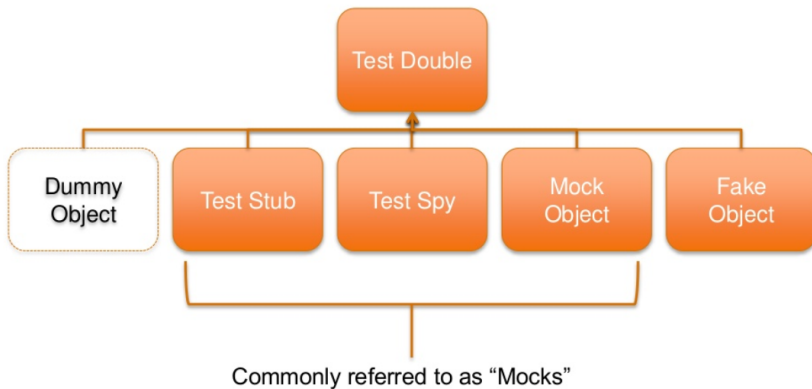 Test Double
Dummy
Object
Test Stub
Test Spy
Mock
Object
Fake
Object
Commonly referred to as “Mocks”